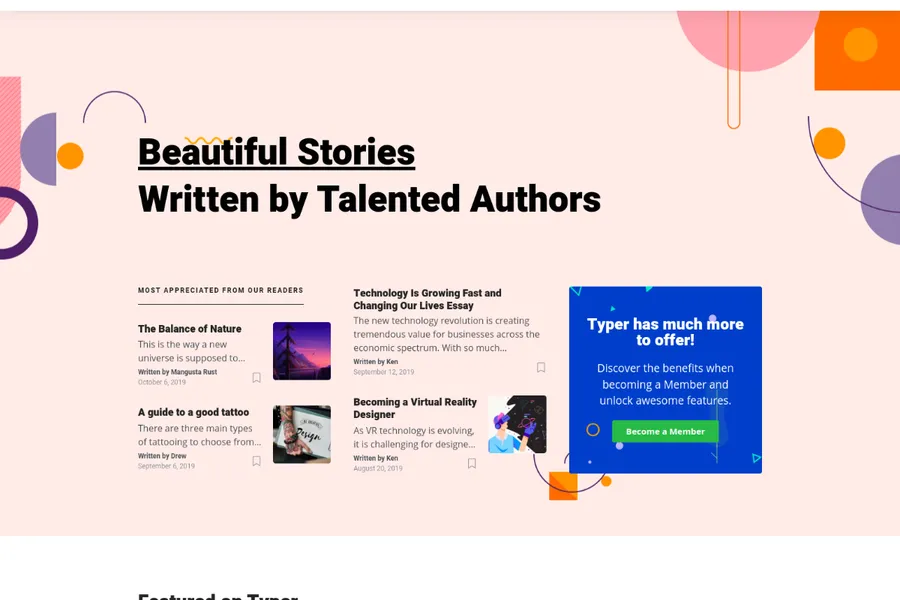 Beautiful Stories
Written by Talented Authors
MOST APPRECIATED FROM OUR READERS
The Balance of Nature
This is the way a new
universe is supposed to...
Written by Mangusta Rust
October 6, 2019
A guide to a good tattoo
There are three main types
of tattooing to choose from...
Written by Drew
September 6, 2019
Design
Technology Is Growing Fast and
Changing Our Lives Essay
The new technology revolution is creating
tremendous value for businesses across the
economic spectrum. With so much...
Written by Ken
September 12, 2019
Becoming a Virtual Reality
Designer
As VR technology is evolving,
it is challenging for designe...
Written by Ken
August 20, 2019
Typer has much more
to offer!
Discover the benefits when
becoming a Member and
unlock awesome features.
Become a Member
Featured on Typer